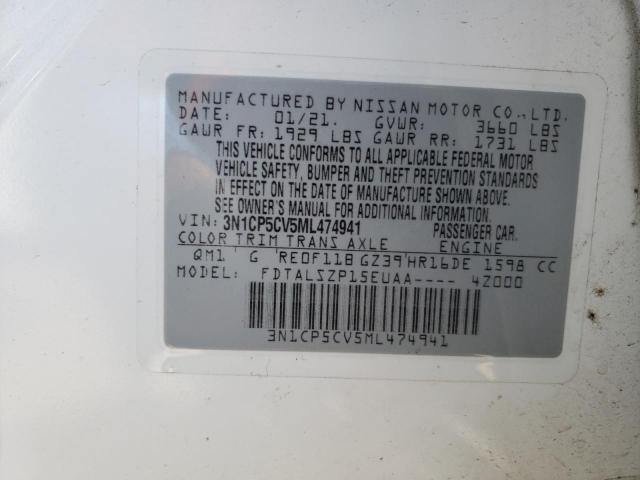 MANUFACTURED BY NISSAN MOTOR CO., LTD.
DATE: 01/21. GVWR: 3660 LBS
GAWR FR: 1929 LBS GAWR RR: 1731 LBS
THIS VEHICLE CONFORMS TO ALL APPLICABLE FEDERAL MOTOR
VEHICLE SAFETY, BUMPER AND THEFT PREVENTION STANDARDS
IN EFFECT ON THE DATE OF MANUFACTURE SHOWN ABOVE.
SEE OWNER'S MANUAL FOR ADDITIONAL INFORMATION.
VIN: 3N1CP5CV5ML474941 PASSENGER CAR.
COLOR TRIM TRANS AXLE ENGINE
QM1 G RE0F11B GZ39 HR16DE 1598 CC
MODEL: FDTALSZP15EUAA---- 4Z000
3N1CP5CV5ML474941